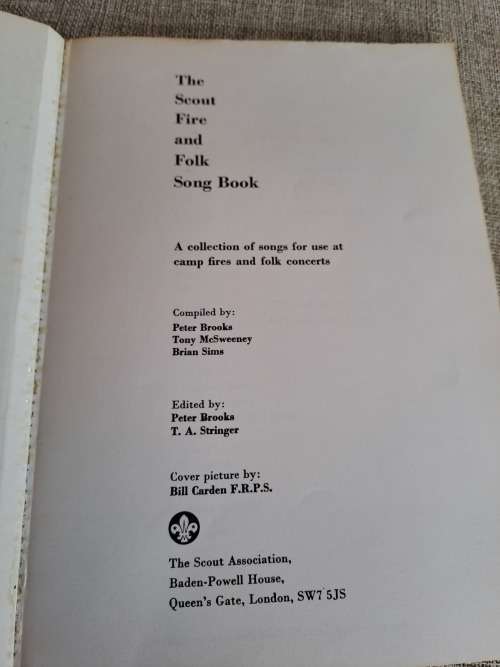 The
Scout
Fire
and
Folk
Song Book
A collection of songs for use at
camp fires and folk concerts
Compiled by:
Peter Brooks
Tony McSweeney
Brian Sims
Edited by:
Peter Brooks
T. A. Stringer
Cover picture by:
Bill Carden F.R.P.S.
The Scout Association,
Baden-Powell House,
Queen's Gate, London, SW7 5JS